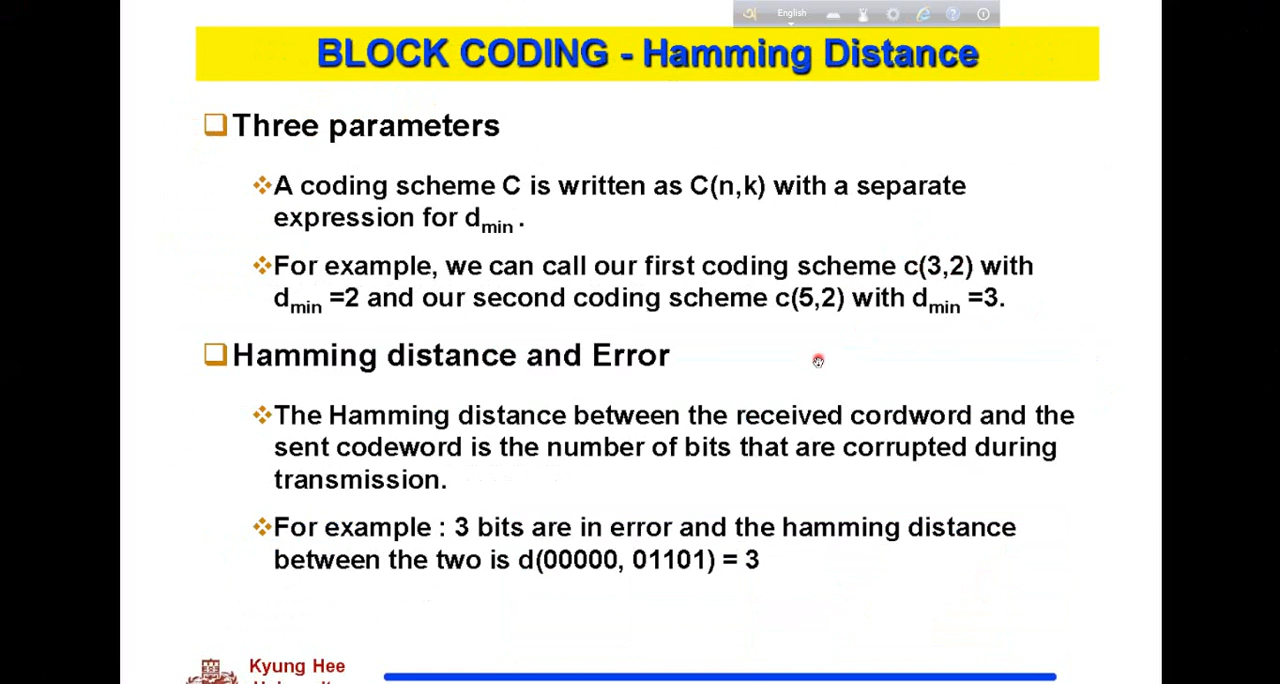 English
BLOCK CODING - Hamming Distance
Three parameters
A coding scheme C is written as C(n,k) with a separate
expression for dmin .
For example, we can call our first coding scheme c(3,2) with
dmin =2 and our second coding scheme c(5,2) with dmin =3.
Hamming distance and Error
The Hamming distance between the received cordword and the
sent codeword is the number of bits that are corrupted during
transmission.
For example : 3 bits are in error and the hamming distance
between the two is d(00000, 01101) = 3
Kyung Hee